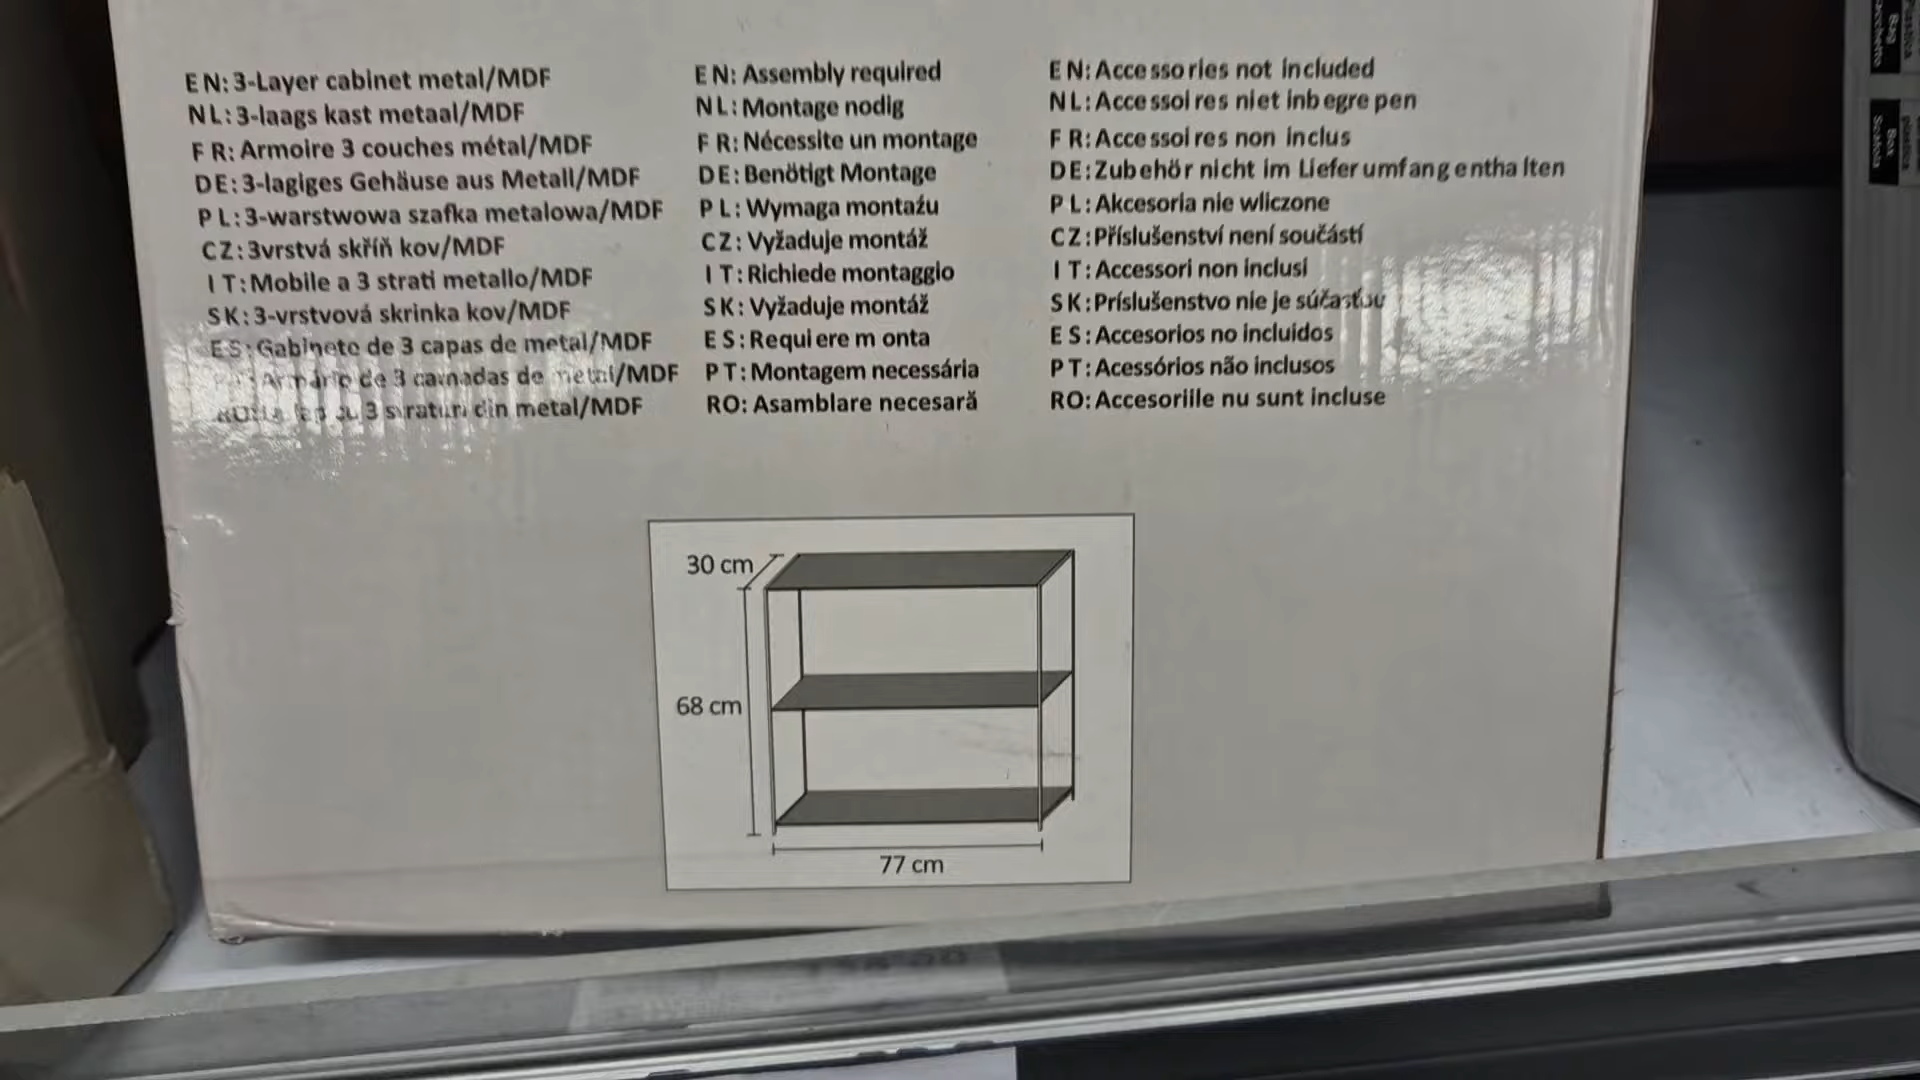 EN: 3-Layer cabinet metal/MDF
NL: 3-laags kast metaal/MDF
FR: Armoire 3 couches métal/MDF
DE: 3-lagiges Gehäuse aus Metall/MDF
PL: 3-warstwowa szafka metalowa/MDF
CZ: 3vrstvá skříň kov/MDF
IT: Mobile a 3 strati metallo/MDF
SK: 3-vrstvová skrinka kov/MDF
ES: Gabinete de 3 capas de metal/MDF
Armário de 3 camadas de metal/MDF
3 straturi din metal/MDF
EN: Assembly required
NL: Montage nodig
FR: Nécessite un montage
DE: Benötigt Montage
PL: Wymaga montażu
CZ: Vyžaduje montáž
IT: Richiede montaggio
SK: Vyžaduje montáž
ES: Requiere monta
PT: Montagem necessária
RO: Asamblare necesară
EN: Accessories not included
NL: Accessoires niet inbegrepen
FR: Accessoires non inclus
DE: Zubehör nicht im Lieferumfang enthalten
PL: Akcesoria nie wliczone
CZ: Příslušenství není součástí
IT: Accessori non inclusi
SK: Príslušenstvo nie je súčasťou
ES: Accesorios no incluidos
PT: Acessórios não inclusos
RO: Accesoriile nu sunt incluse
30 cm
68 cm
77 cm
Bag
Box
Scatola